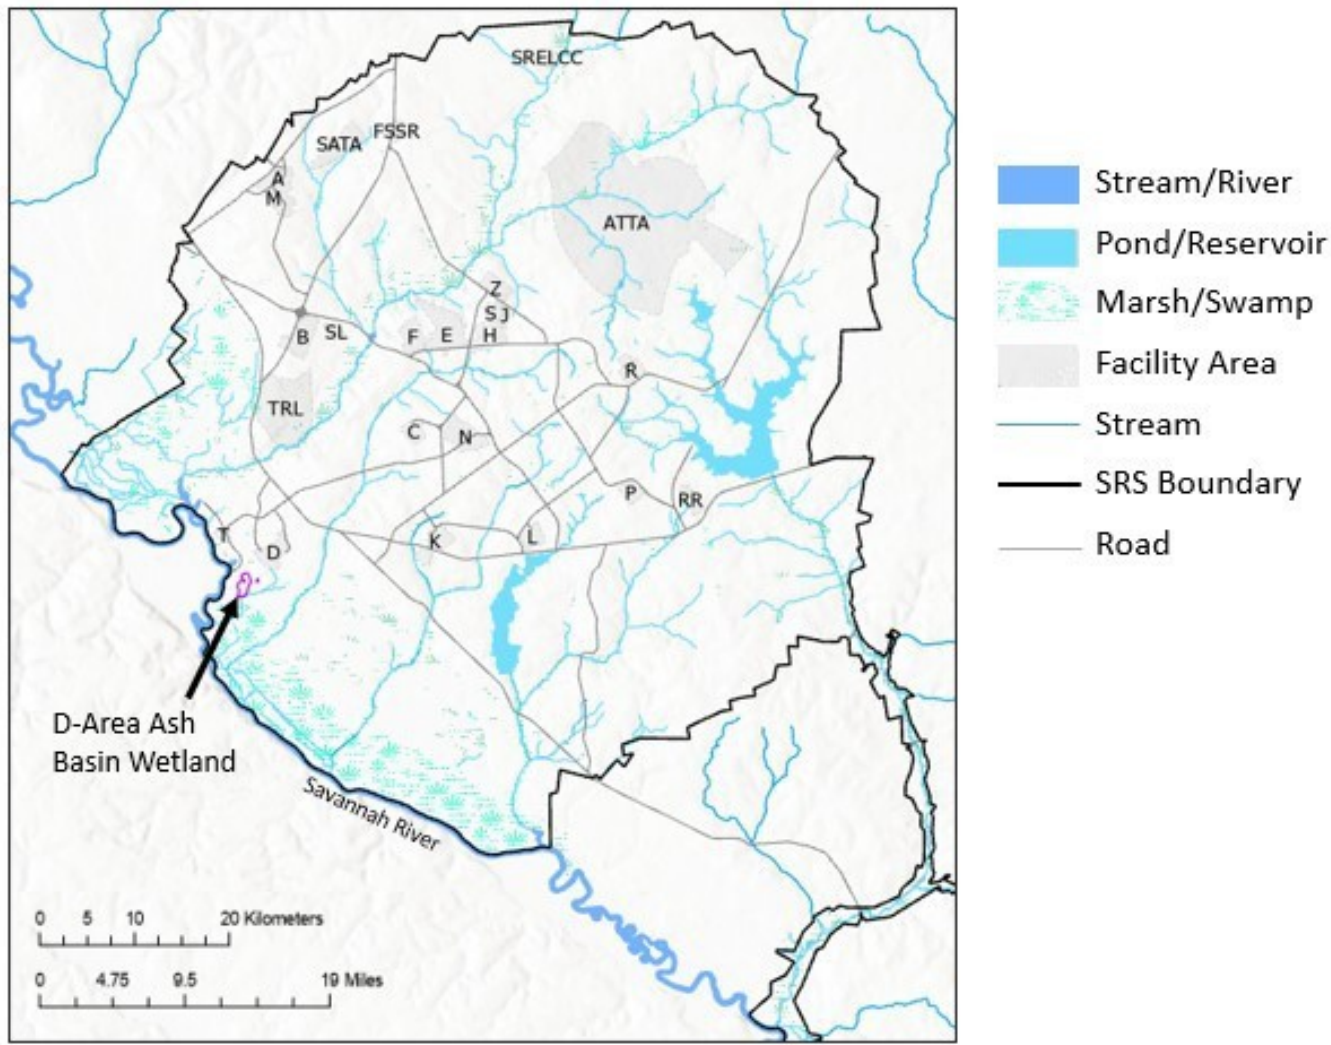 SRELCC
SATA
FSSR
A
M
ATTA
Z
S J
B
SL
F
E
H
R
TRL
C
N
P
RR
T
D
K
L
D-Area Ash
Basin Wetland
Savannah River
0 5 10 20 Kilometers
0 4.75 9.5 19 Miles
Stream/River
Pond/Reservoir
Marsh/Swamp
Facility Area
Stream
SRS Boundary
Road